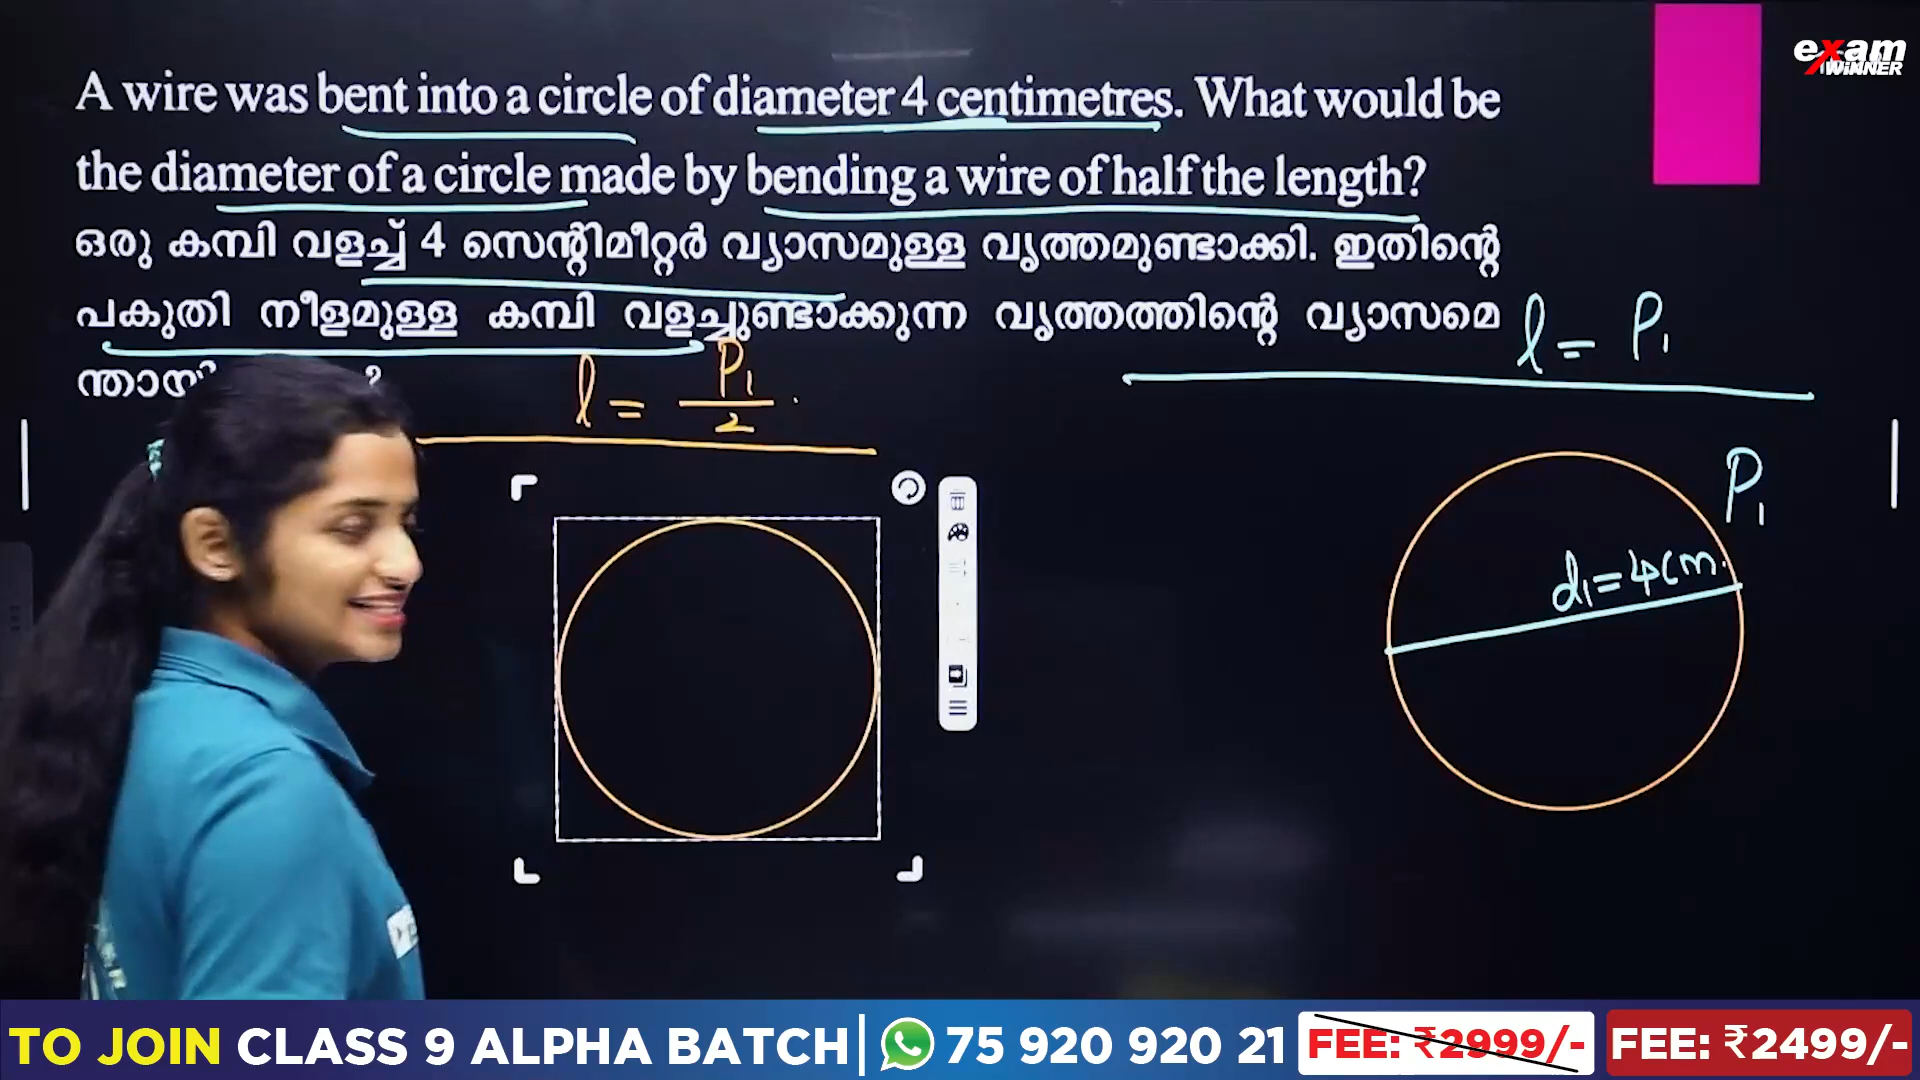 exam
WINNER
A wire was bent into a circle of diameter 4 centimetres. What would be
the diameter of a circle made by bending a wire of half the length?
ഒരു കമ്പി വളച്ച് 4 സെന്റിമീറ്റർ വ്യാസമുള്ള വൃത്തമുണ്ടാക്കി. ഇതിന്റെ
പകുതി നീളമുള്ള കമ്പി വളച്ചുണ്ടാക്കുന്ന വൃത്തത്തിന്റെ വ്യാസമെ
l = P₁
l = P₁/2
P₁
d₁ = 4cm.
TO JOIN CLASS 9 ALPHA BATCH | 75 920 920 21 FEE: ₹2999/- FEE: ₹2499/-